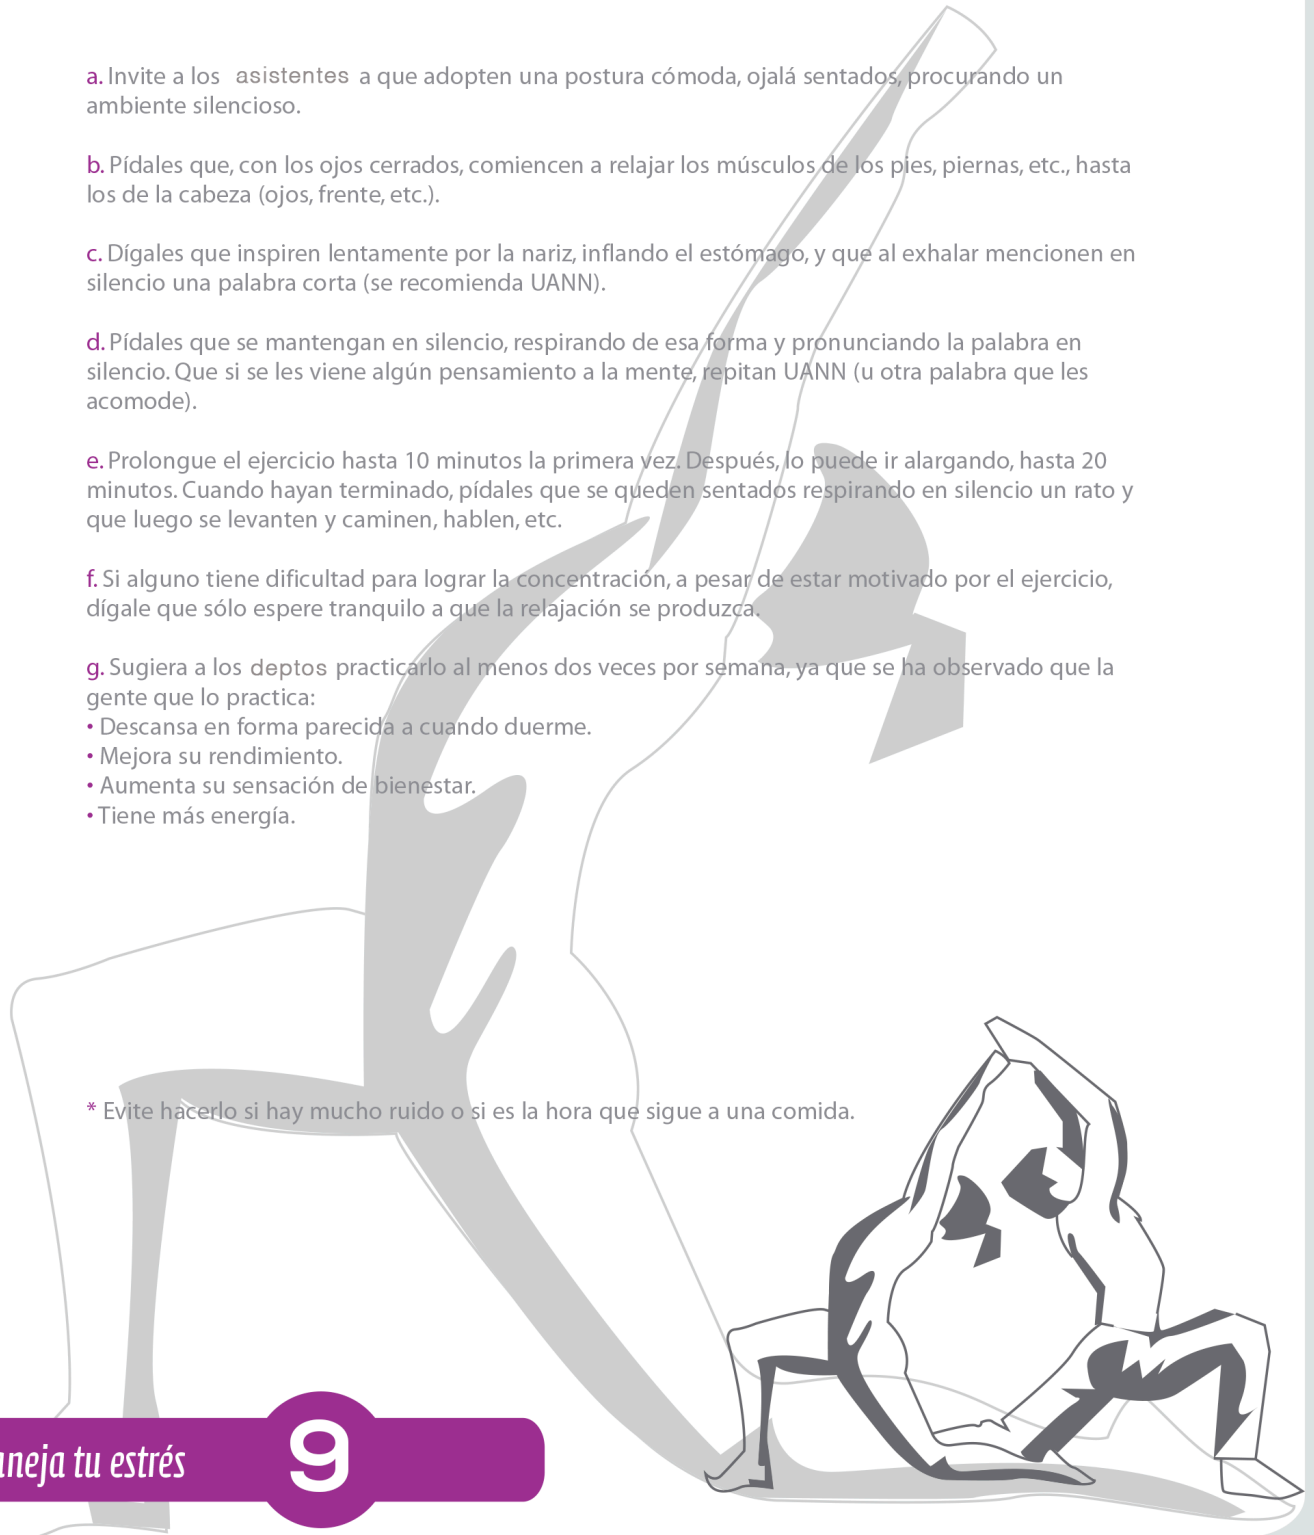 a. Invite a los asistentes a que adopten una postura cómoda, ojalá sentados, procurando un
ambiente silencioso.
b. Pídales que, con los ojos cerrados, comiencen a relajar los músculos de los pies, piernas, etc., hasta
los de la cabeza (ojos, frente, etc.).
c. Dígales que inspiren lentamente por la nariz, inflando el estómago, y que al exhalar mencionen en
silencio una palabra corta (se recomienda UANN).
d. Pídales que se mantengan en silencio, respirando de esa forma y pronunciando la palabra en
silencio. Que si se les viene algún pensamiento a la mente, repitan UANN (u otra palabra que les
acomode).
e. Prolongue el ejercicio hasta 10 minutos la primera vez. Después, lo puede ir alargando, hasta 20
minutos. Cuando hayan terminado, pídales que se queden sentados respirando en silencio un rato y
que luego se levanten y caminen, hablen, etc.
f. Si alguno tiene dificultad para lograr la concentración, a pesar de estar motivado por el ejercicio,
dígale que sólo espere tranquilo a que la relajación se produzca.
g. Sugiera a los deptos practicarlo al menos dos veces por semana, ya que se ha observado que la
gente que lo practica:
• Descansa en forma parecida a cuando duerme.
• Mejora su rendimiento.
• Aumenta su sensación de bienestar.
• Tiene más energía.
* Evite hacerlo si hay mucho ruido o si es la hora que sigue a una comida.
tu estrés 9